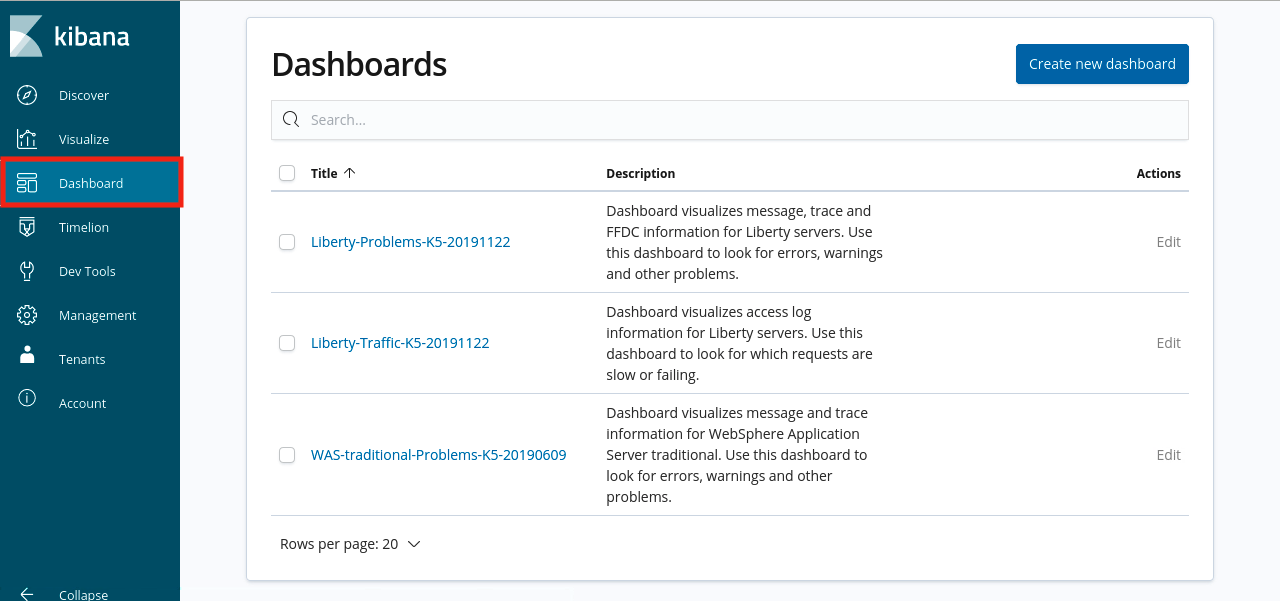 kibana
Discover
Visualize
Dashboard
Timelion
Dev Tools
Management
Tenants
Account
Collapse
Dashboards
Create new dashboard
Search...
Title Description Actions
Liberty-Problems-K5-20191122
Dashboard visualizes message, trace and
FFDC information for Liberty servers. Use
this dashboard to look for errors, warnings
and other problems.
Edit
Liberty-Traffic-K5-20191122
Dashboard visualizes access log
information for Liberty servers. Use this
dashboard to look for which requests are
slow or failing.
Edit
WAS-traditional-Problems-K5-20190609
Dashboard visualizes message and trace
information for WebSphere Application
Server traditional. Use this dashboard to
look for errors, warnings and other
problems.
Edit
Rows per page: 20